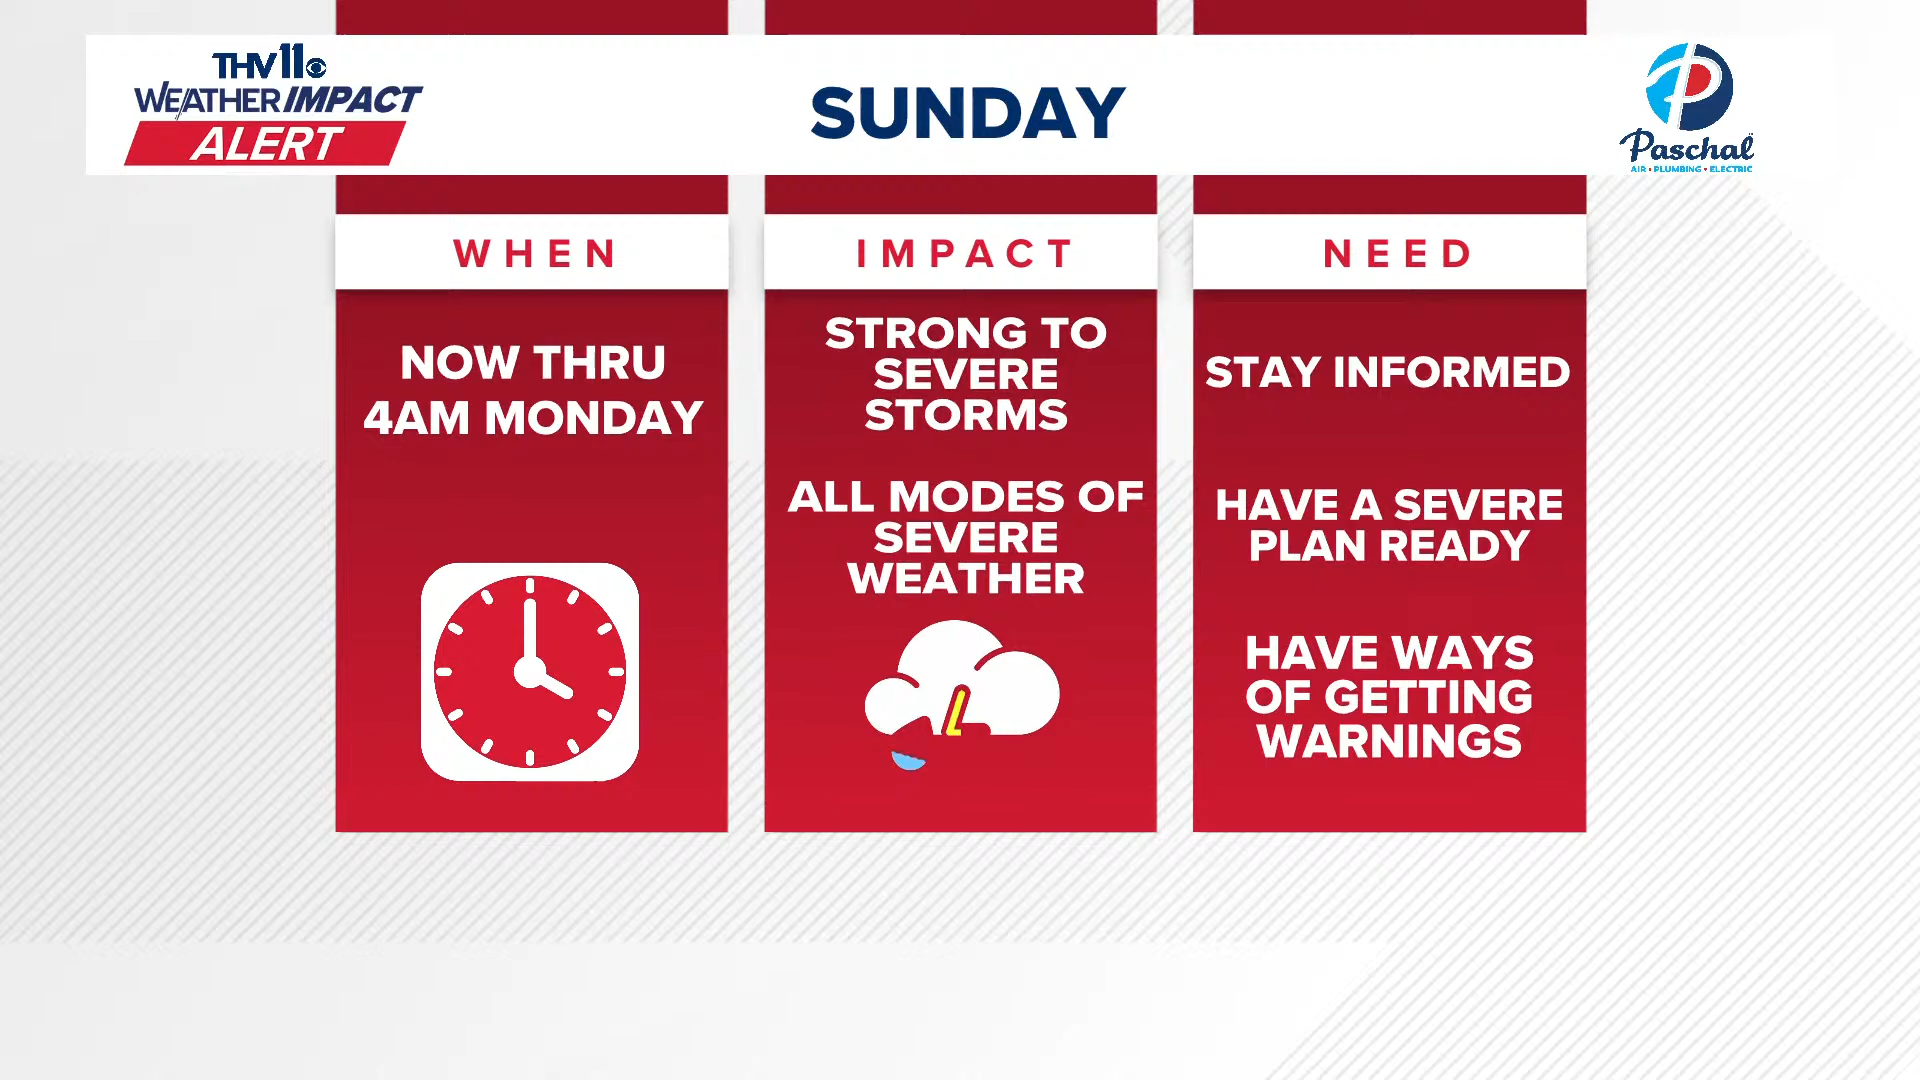 THV11
WEATHER IMPACT
ALERT
SUNDAY
Paschal
AIR • PLUMBING • ELECTRIC
WHEN
NOW THRU
4AM MONDAY
IMPACT
STRONG TO
SEVERE
STORMS
ALL MODES OF
SEVERE
WEATHER
NEED
STAY INFORMED
HAVE A SEVERE
PLAN READY
HAVE WAYS
OF GETTING
WARNINGS